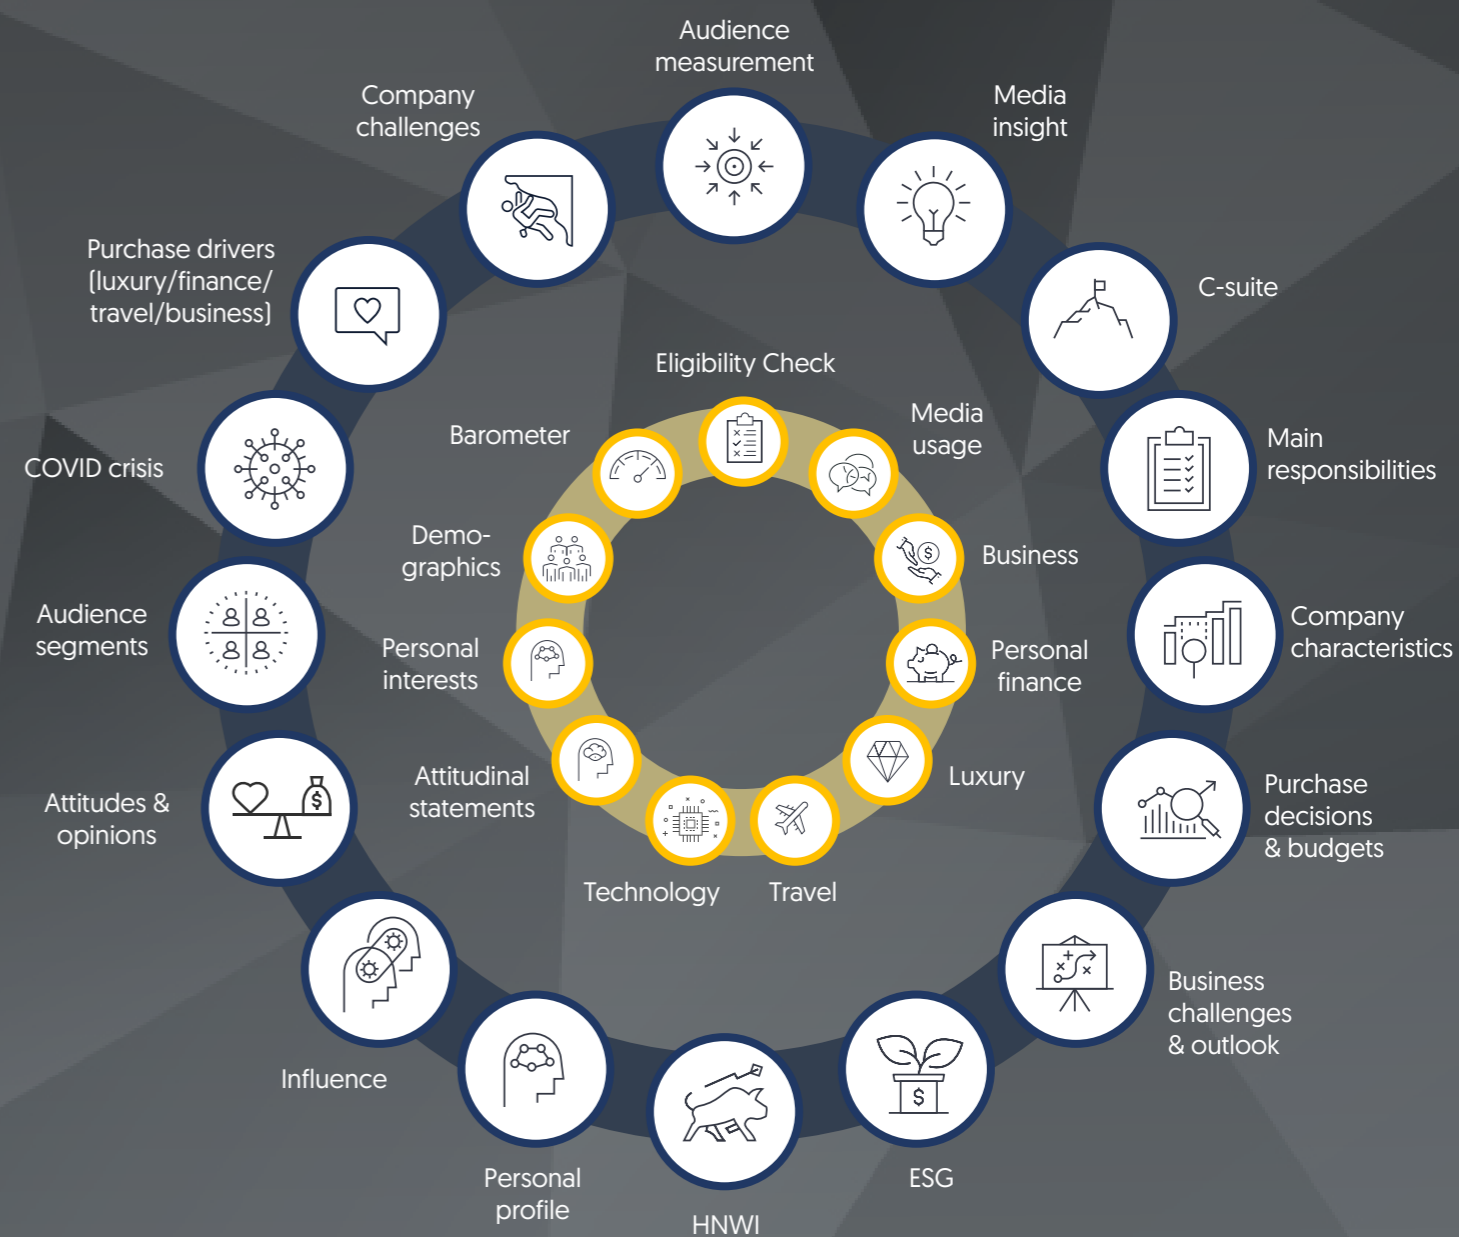 Audience
measurement
Media
insight
C-suite
Main
responsibilities
Company
characteristics
Purchase
decisions
& budgets
Business
challenges
& outlook
ESG
HNWI
Personal
profile
Influence
Attitudes &
opinions
Audience
segments
COVID crisis
Purchase drivers
(luxury/finance/
travel/business)
Company
challenges
Eligibility Check
Media
usage
Business
Personal
finance
Luxury
Travel
Technology
Attitudinal
statements
Personal
interests
Demo-
graphics
Barometer